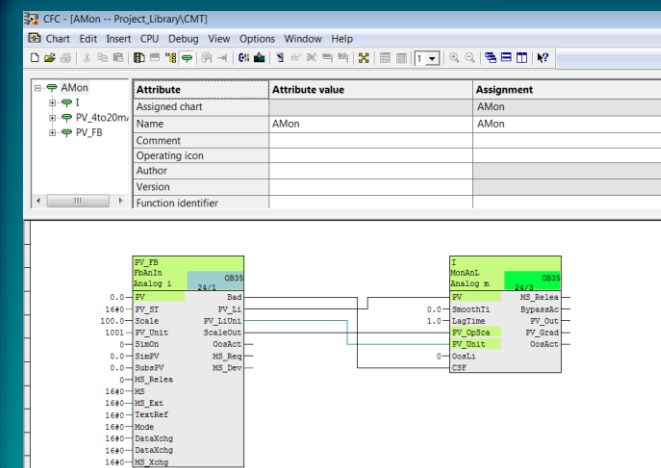 CFC - [AMon -- Project_Library\CMT]
Chart Edit Insert CPU Debug View Options Window Help
1
AMon
I
PV_4to20m
PV_FB
Attribute Attribute value Assignment
Assigned chart AMon
Name AMon AMon
Comment
Operating icon
Author
Version
Function identifier
PV_FB
FbAnIn
Analog i OB35
24/1
0.0 PV Bad
16#0 PV_ST PV_Li
100.0 Scale PV_LiUni
1001 PV_Unit ScaleOut
0 SimOn OosAct
0.0 SimPV MS_Req
0.0 SubsPV MS_Dev
0 MS_Relea
16#0 MS
16#0 MS_Ext
16#0 TextRef
16#0 Mode
16#0 DataXchg
16#0 DataXchg
16#0 MS_Xchg
I
MonAnL
Analog m OB35
24/3
PV MS_Relea
0.0 SmoothTi BypassAc
1.0 LagTime PV_Out
PV_OpSca PV_Grad
PV_Unit OosAct
0 OosLi
CSF